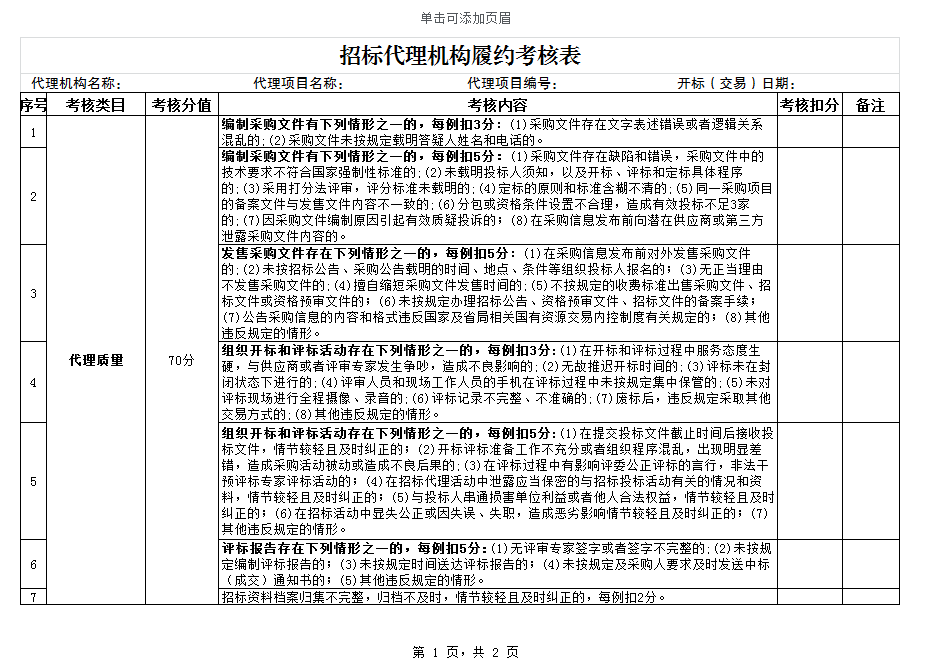 单击可添加页眉
招标代理机构履约考核表
代理机构名称： 代理项目名称： 代理项目编号： 开标（交易）日期：
序号 考核类目 考核分值 考核内容 考核扣分 备注
1
编制采购文件有下列情形之一的，每例扣3分：(1)采购文件存在文字表述错误或者逻辑关系
混乱的；(2)采购文件未按规定载明答疑人姓名和电话的。
2
编制采购文件有下列情形之一的，每例扣5分：(1)采购文件存在缺陷和错误，采购文件中的
技术要求不符合国家强制性标准的；(2)未载明投标人须知，以及开标、评标和定标具体程序
的；(3)采用打分法评审，评分标准未载明的；(4)定标的原则和标准含糊不清的；(5)同一采购项目
的备案文件与发售文件内容不一致的；(6)分包或资格条件设置不合理，造成有效投标不足3家
的；(7)因采购文件编制原因引起有效质疑投诉的；(8)在采购信息发布前向潜在供应商或第三方
泄露采购文件内容的。
3
发售采购文件存在下列情形之一的，每例扣5分：(1)在采购信息发布前对外发售采购文件
的；(2)未按招标公告、采购公告载明的时间、地点、条件等组织投标人报名的；(3)无正当理由
不发售采购文件的；(4)擅自缩短采购文件发售时间的；(5)不按规定的收费标准出售采购文件、招
标文件或资格预审文件的；(6)未按规定办理招标公告、资格预审文件、招标文件的备案手续；
(7)公告采购信息的内容和格式违反国家及省局相关国有资源交易内控制度有关规定的；(8)其他
违反规定的情形。
代理质量 70分
4
组织开标和评标活动存在下列情形之一的，每例扣3分：(1)在开标和评标过程中服务态度生
硬，与供应商或者评审专家发生争吵，造成不良影响的；(2)无故推迟开标时间的；(3)评标未在封
闭状态下进行的；(4)评审人员和现场工作人员的手机在评标过程中未按规定集中保管的；(5)未对
评标现场进行全程摄像、录音的；(6)评标记录不完整、不准确的；(7)废标后，违反规定采取其他
交易方式的；(8)其他违反规定的情形。
5
组织开标和评标活动存在下列情形之一的，每例扣5分：(1)在提交投标文件截止时间后接收投
标文件，情节较轻且及时纠正的；(2)开标评标准备工作不充分或者组织程序混乱，出现明显差
错，造成采购活动被动或造成不良后果的；(3)在评标过程中有影响评委公正评标的言行，非法干
预评标专家评标活动的；(4)在招标代理活动中泄露应当保密的与招标投标活动有关的情况和资
料，情节较轻且及时纠正的；(5)与投标人串通损害单位利益或者他人合法权益，情节较轻且及时
纠正的；(6)在招标活动中显失公正或因失误、失职，造成恶劣影响情节较轻且及时纠正的；(7)
其他违反规定的情形。
6
评标报告存在下列情形之一的，每例扣5分：(1)无评审专家签字或者签字不完整的；(2)未按规
定编制评标报告的；(3)未按规定时间送达评标报告的；(4)未按规定及采购人要求及时发送中标
（成交）通知书的；(5)其他违反规定的情形。
7 招标资料档案归集不完整，归档不及时，情节较轻且及时纠正的，每例扣2分。
第 1 页，共 2 页